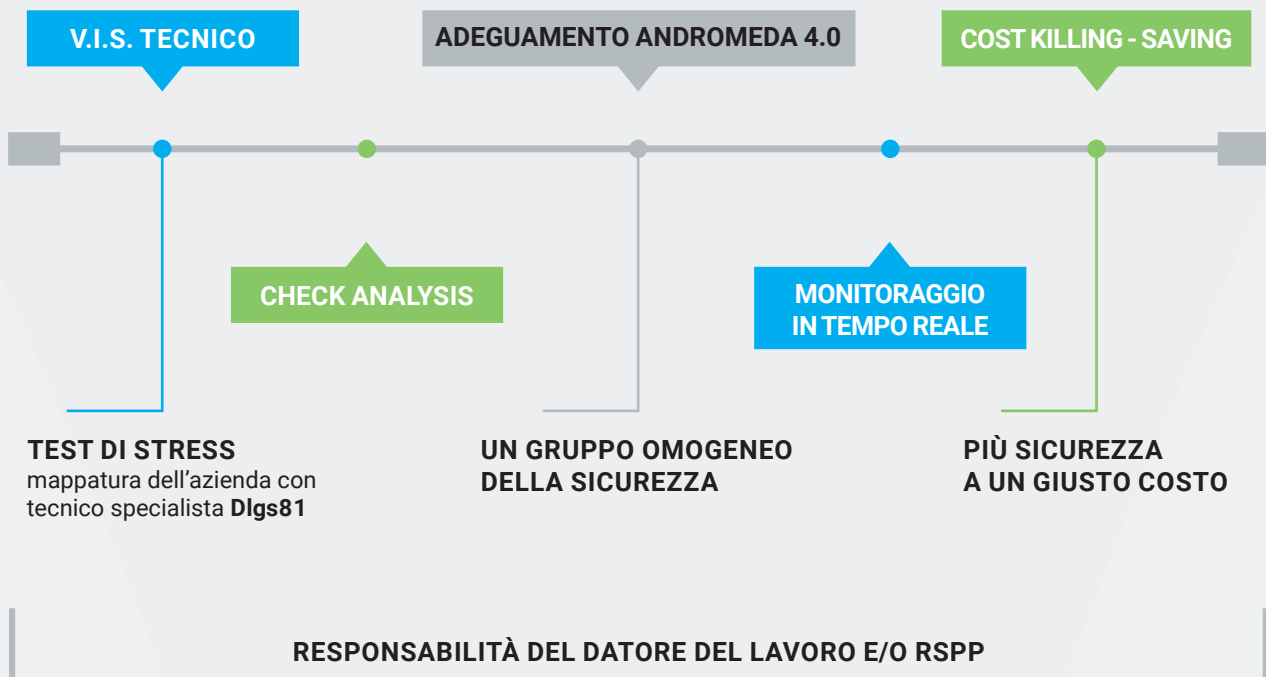 V.I.S. TECNICO
ADEGUAMENTO ANDROMEDA 4.0
COST KILLING - SAVING
CHECK ANALYSIS
MONITORAGGIO
IN TEMPO REALE
TEST DI STRESS
mappatura dell'azienda con
tecnico specialista Dlgs81
UN GRUPPO OMOGENEO
DELLA SICUREZZA
PIÙ SICUREZZA
A UN GIUSTO COSTO
RESPONSABILITÀ DEL DATORE DEL LAVORO E/O RSPP